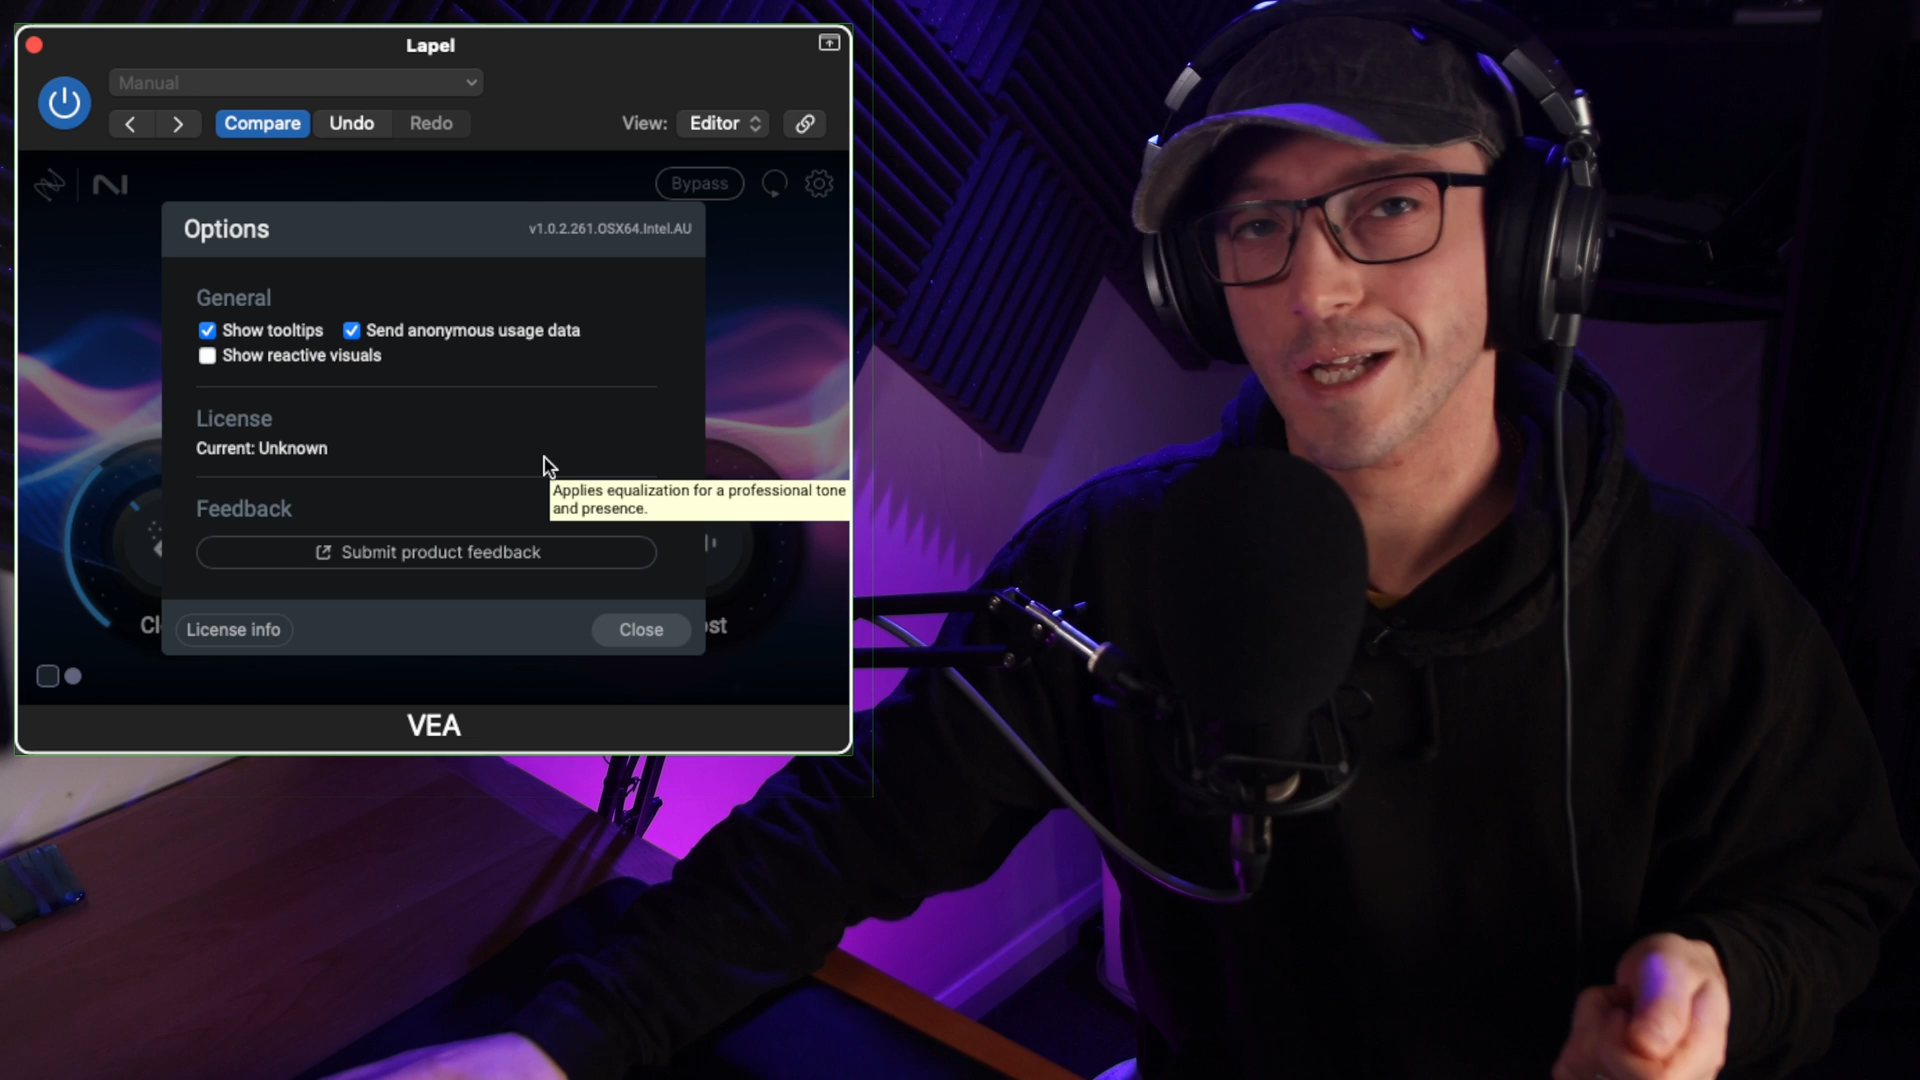 Lapel
Manual
Compare Undo Redo View: Editor
Bypass
Options v1.0.2.261.OSX64.Intel.AU
General
Show tooltips Send anonymous usage data
Show reactive visuals
License
Current: Unknown
Applies equalization for a professional tone
and presence.
Feedback
Submit product feedback
Cl
ost
License info Close
VEA